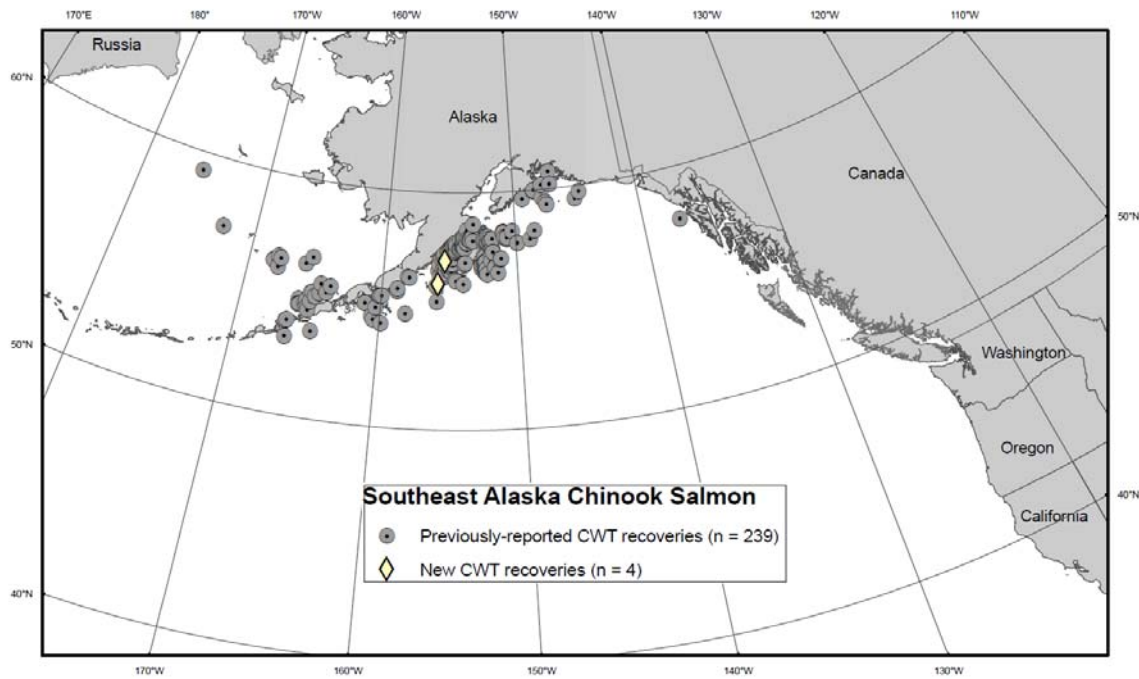 170°E 180° 170°W 160°W 150°W 140°W 130°W 120°W 110°W
Russia
60°N
Alaska
Canada
50°N
50°N
Washington
Oregon
Southeast Alaska Chinook Salmon
40°N
California
Previously-reported CWT recoveries (n = 239)
New CWT recoveries (n = 4)
40°N
170°W 160°W 150°W 140°W 130°W